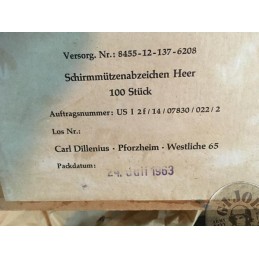 Versorg. Nr.: 8455-12-137-6208
Schirmmützenabzeichen Heer
100 Stück
Auftragsnummer: US I 2f/14/07830/022/2
Los Nr.:
Carl Dillenius · Pforzheim · Westliche 65
Packdatum:
24. Juli 1963